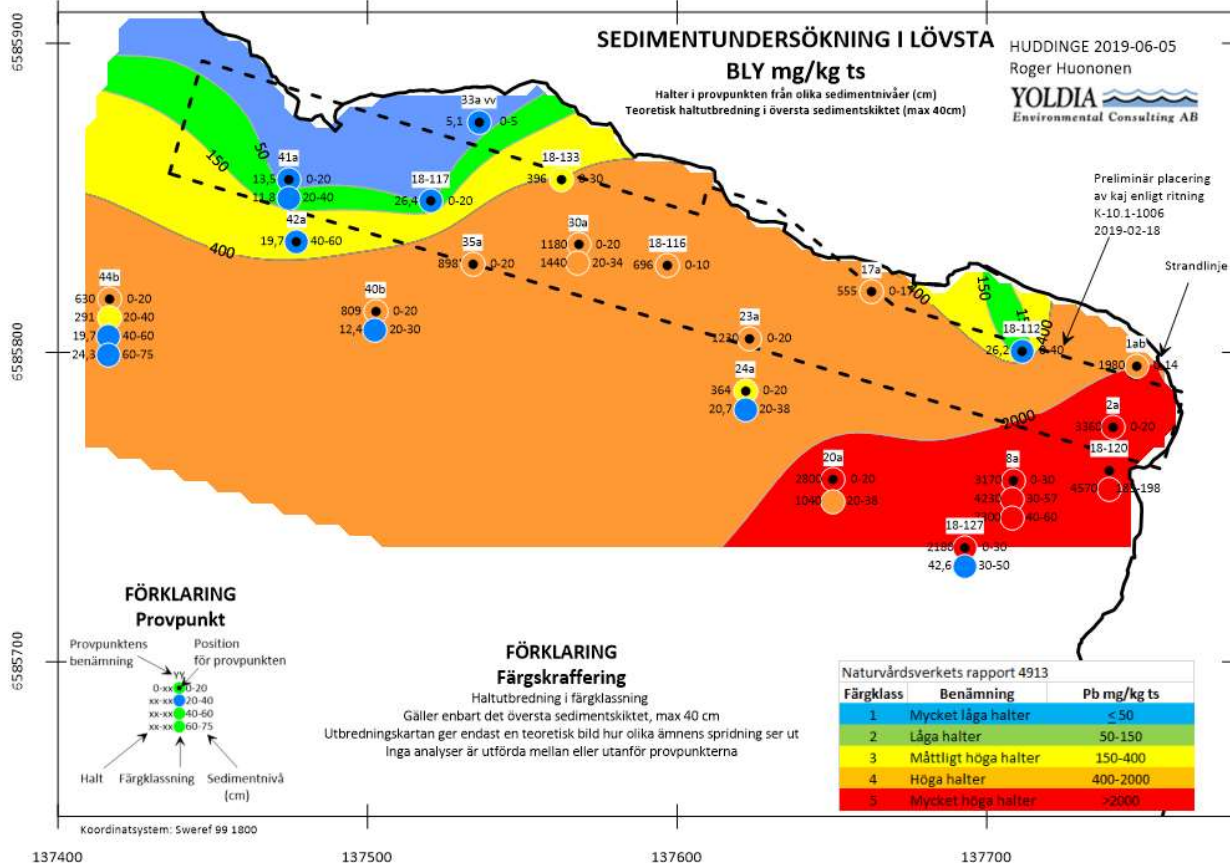 SEDIMENTUNDERSÖKNING I LÖVSTA
BLY mg/kg ts
Halter i provpunkten från olika sedimentnivåer (cm)
Teoretisk haltutbredning i översta sedimentskiktet (max 40cm)
HUDDINGE 2019-06-05
Roger Huononen
YOLDIA
Environmental Consulting AB
6585900
6585800
6585700
33a vv
5,1 0-5
41a
13,5 0-20
11,8 20-40
18-117
26,4 0-20
18-133
396 0-30
42a
19,7 40-60
50
150
400
30a
1180 0-20
1440 20-34
18-116
696 0-10
35a
898 0-20
44b
630 0-20
291 20-40
19,7 40-60
24,3 60-75
40b
809 0-20
12,4 20-30
17a
555 0-17
23a
1230 0-20
24a
364 0-20
20,7 20-38
400
150
400
18-112
26,2 0-40
1ab
1980 0-14
2000
2a
3360 0-20
18-120
4570 185-198
20a
2800 0-20
1040 20-38
8a
3170 0-30
4230 30-57
40-60
18-127
2180 0-30
42,6 30-50
Preliminär placering
av kaj enligt ritning
K-10.1-1006
2019-02-18
Strandlinje
FÖRKLARING
Provpunkt
Provpunktens
benämning
Position
för provpunkten
YY
0-xx 0-20
xx-xx 20-40
xx-xx 40-60
xx-xx 60-75
Halt
Färgklassning
Sedimentnivå
(cm)
FÖRKLARING
Färgskraffering
Haltutbredning i färgklassning
Gäller enbart det översta sedimentskiktet, max 40 cm
Utbredningskartan ger endast en teoretisk bild hur olika ämnens spridning ser ut
Inga analyser är utförda mellan eller utanför provpunkterna
Naturvårdsverkets rapport 4913
Färgklass Benämning Pb mg/kg ts
1 Mycket låga halter ≤ 50
2 Låga halter 50-150
3 Måttligt höga halter 150-400
4 Höga halter 400-2000
5 Mycket höga halter >2000
Koordinatsystem: Sweref 99 1800
137400 137500 137600 137700